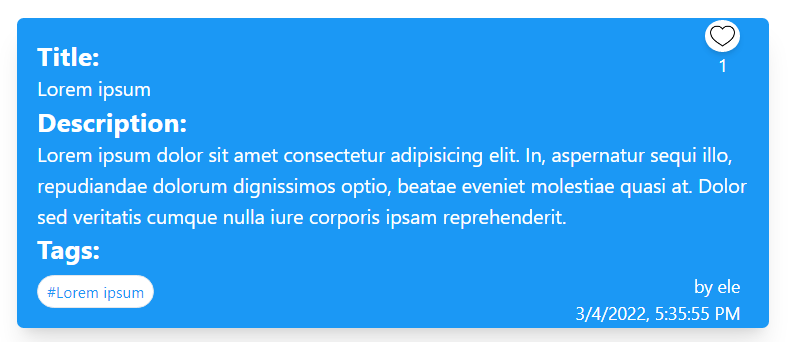 Title:
1
Lorem ipsum
Description:
Lorem ipsum dolor sit amet consectetur adipisicing elit. In, aspernatur sequi illo,
repudiandae dolorum dignissimos optio, beatae eveniet molestiae quasi at. Dolor
sed veritatis cumque nulla iure corporis ipsam reprehenderit.
Tags:
#Lorem ipsum
by ele
3/4/2022, 5:35:55 PM